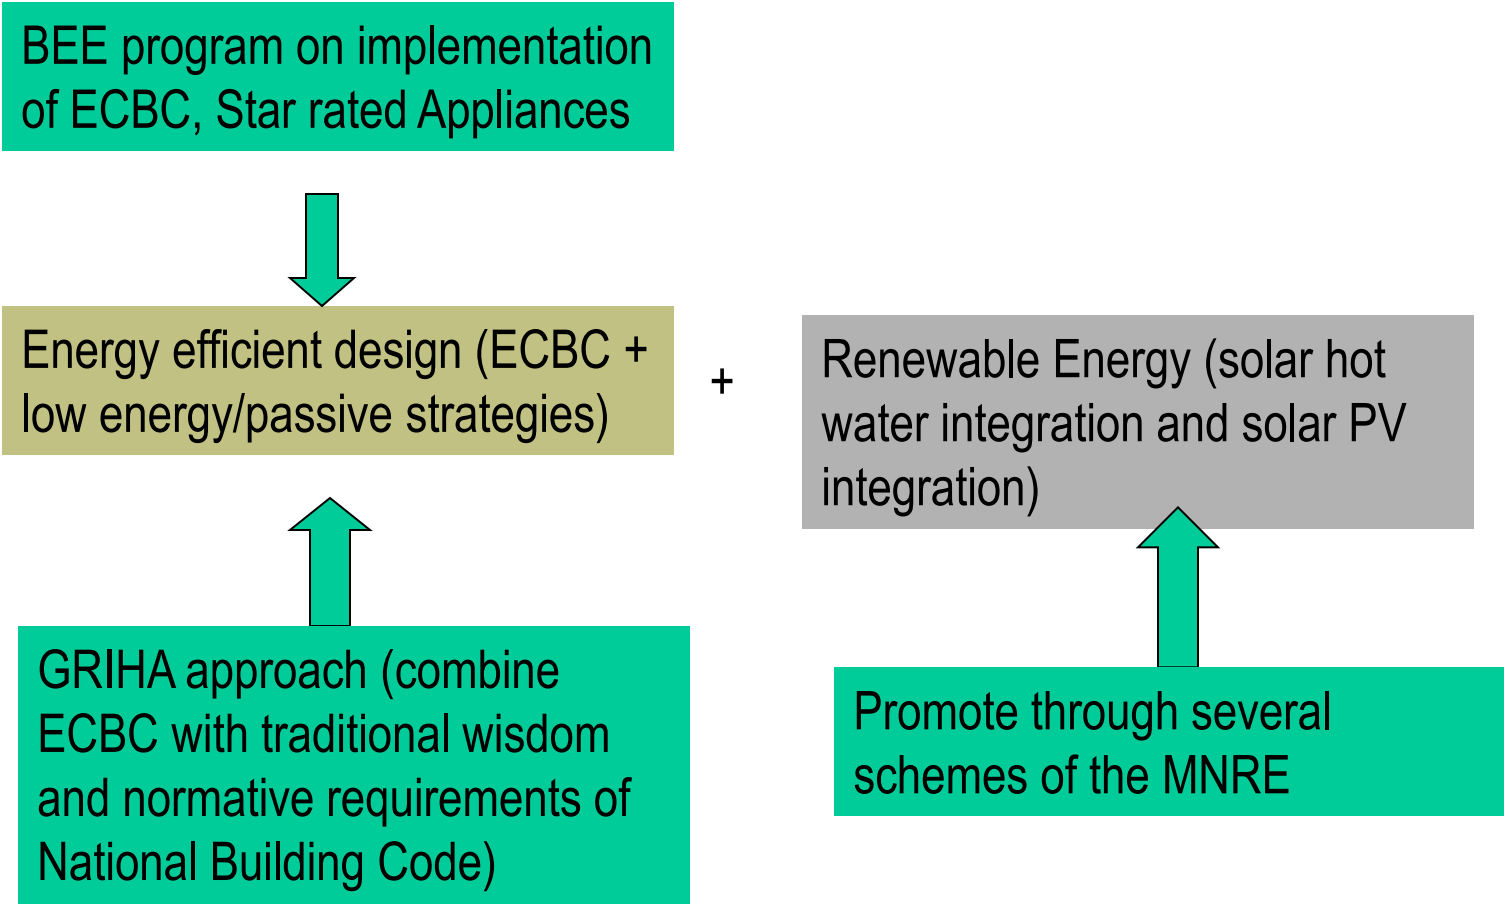 BEE program on implementation
of ECBC, Star rated Appliances
Energy efficient design (ECBC +
low energy/passive strategies)
+
Renewable Energy (solar hot
water integration and solar PV
integration)
GRIHA approach (combine
ECBC with traditional wisdom
and normative requirements of
National Building Code)
Promote through several
schemes of the MNRE